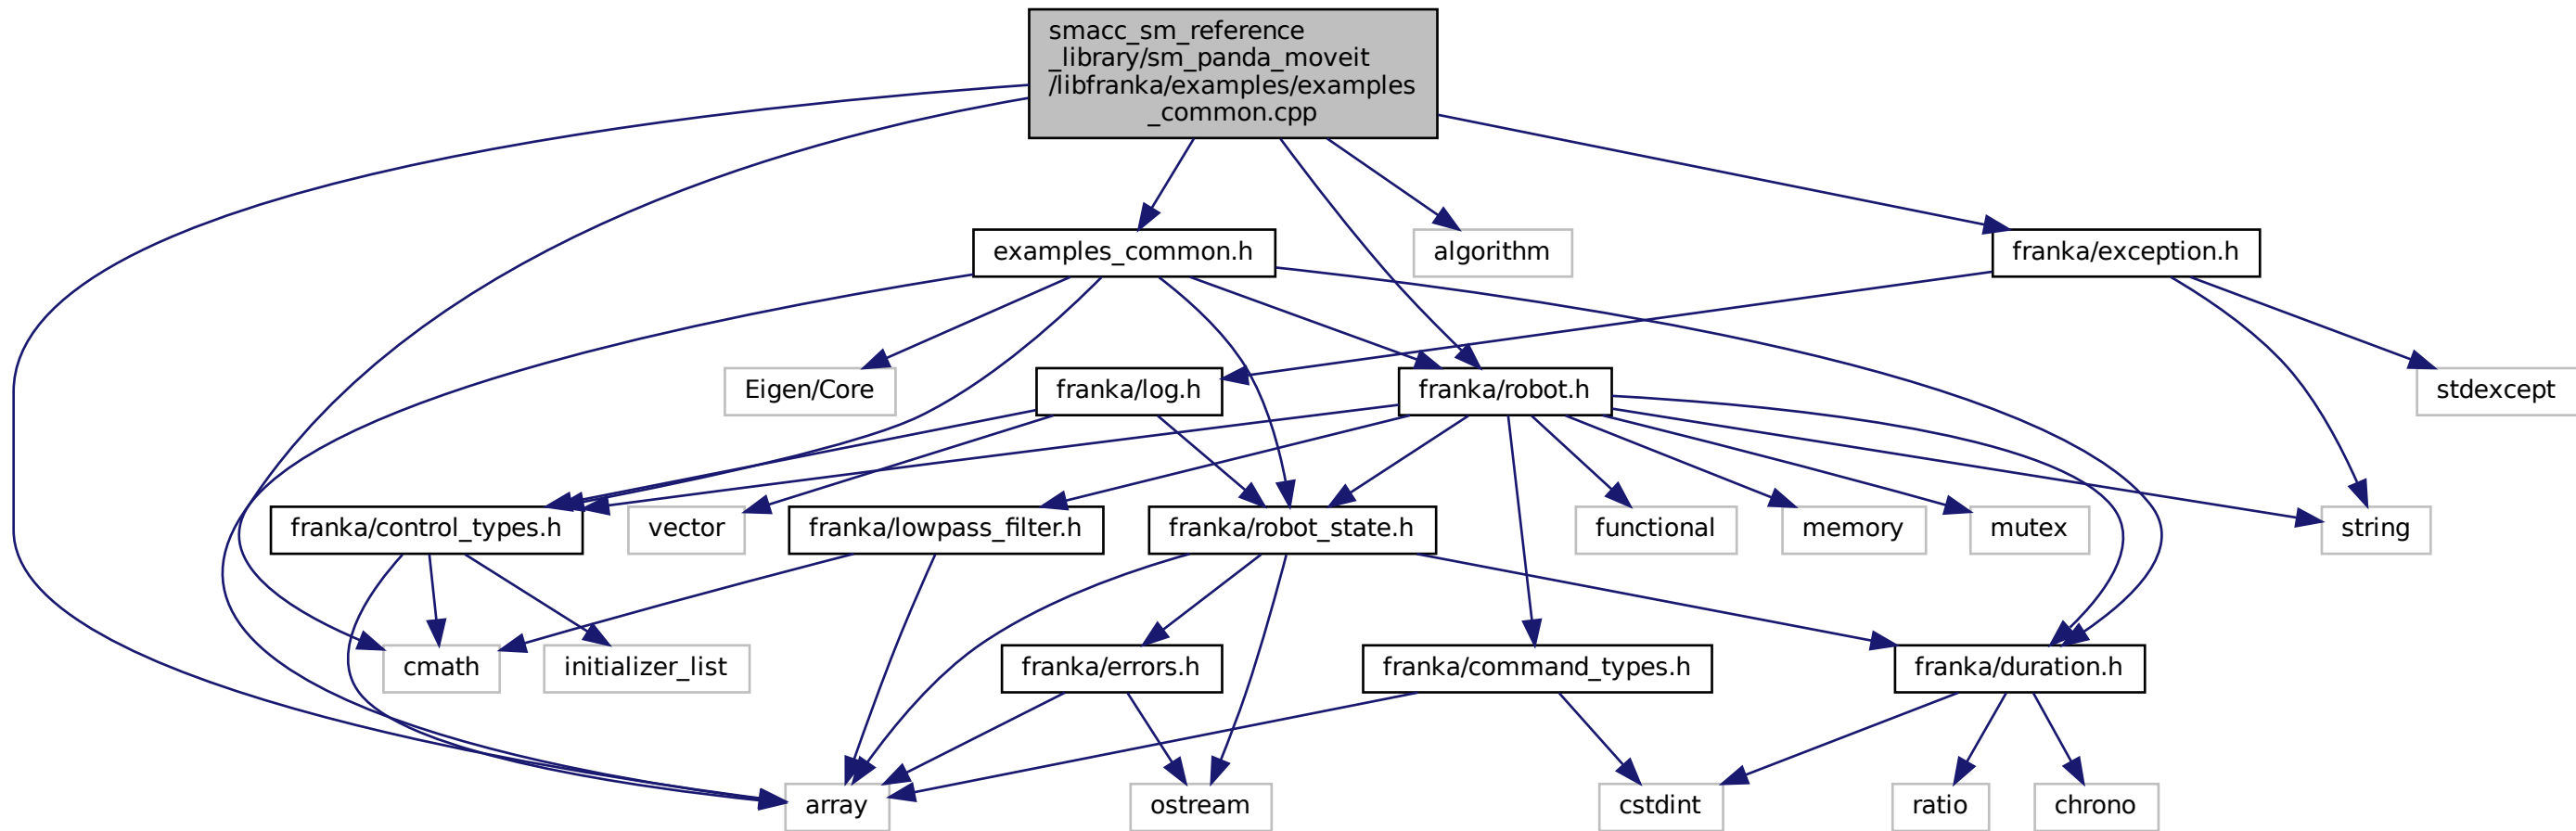 smacc_sm_reference
_library/sm_panda_moveit
/libfranka/examples/examples
_common.cpp
examples_common.h
algorithm
franka/exception.h
Eigen/Core
franka/log.h
franka/robot.h
stdexcept
franka/control_types.h
vector
franka/lowpass_filter.h
franka/robot_state.h
functional
memory
mutex
string
cmath
initializer_list
franka/errors.h
franka/command_types.h
franka/duration.h
array
ostream
cstdint
ratio
chrono